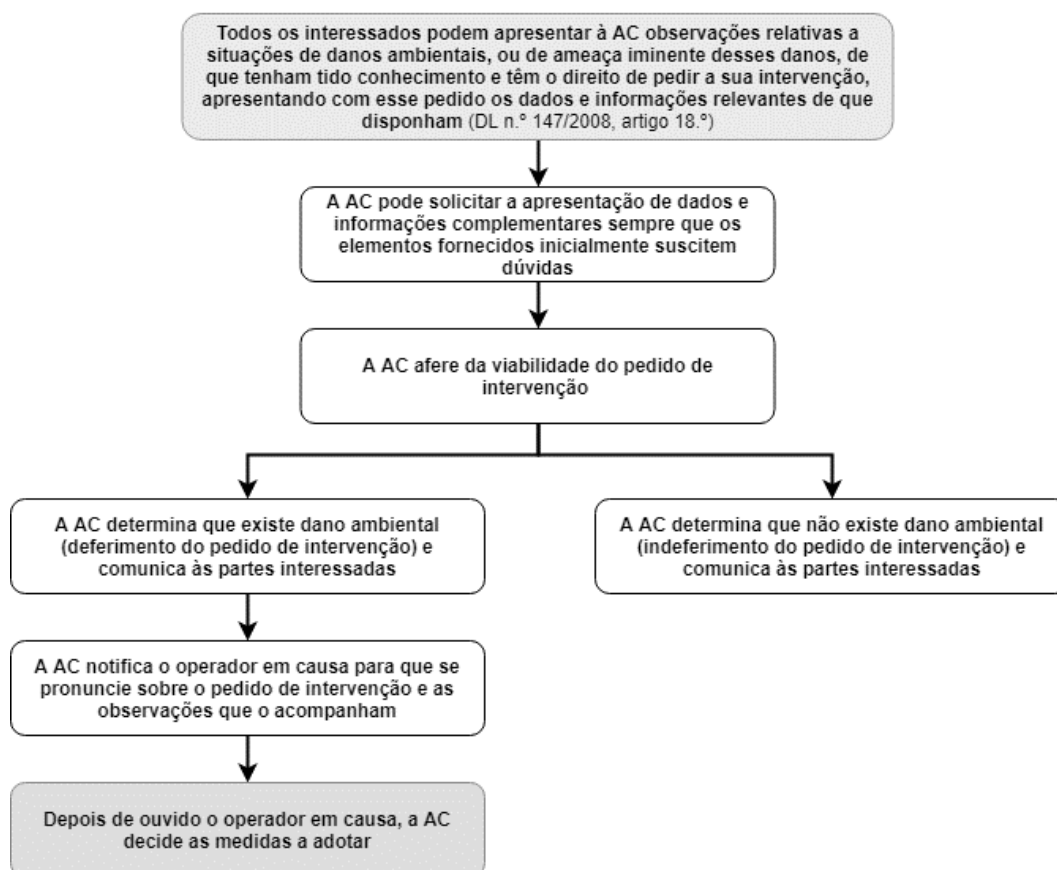 Todos os interessados podem apresentar à AC observações relativas a
situações de danos ambientais, ou de ameaça iminente desses danos, de
que tenham tido conhecimento e têm o direito de pedir a sua intervenção,
apresentando com esse pedido os dados e informações relevantes de que
disponham (DL n.º 147/2008, artigo 18.º)
A AC pode solicitar a apresentação de dados e
informações complementares sempre que os
elementos fornecidos inicialmente suscitem
dúvidas
A AC afere da viabilidade do pedido de
intervenção
A AC determina que existe dano ambiental
(deferimento do pedido de intervenção) e
comunica às partes interessadas
A AC determina que não existe dano ambiental
(indeferimento do pedido de intervenção) e
comunica às partes interessadas
A AC notifica o operador em causa para que se
pronuncie sobre o pedido de intervenção e as
observações que o acompanham
Depois de ouvido o operador em causa, a AC
decide as medidas a adotar